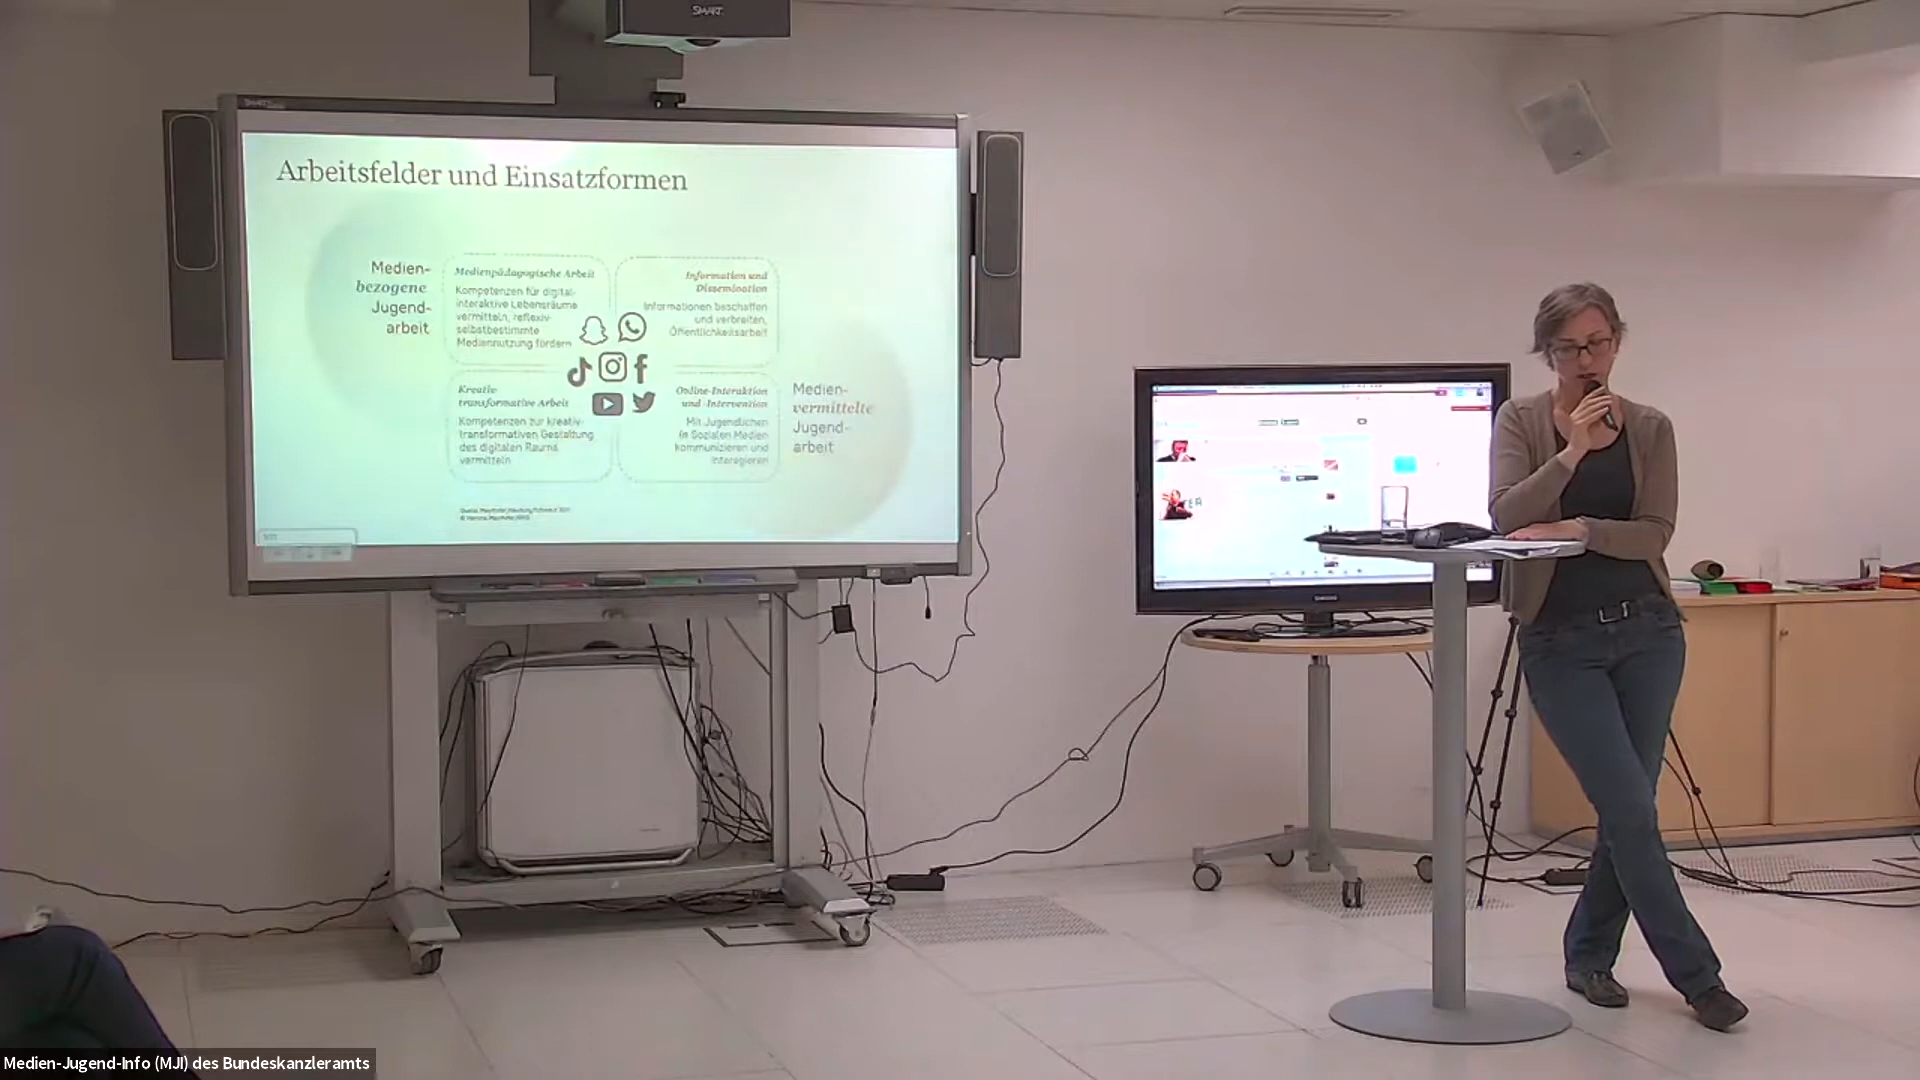 SMART
Arbeitsfelder und Einsatzformen
Medien-
bezogene
Jugend-
arbeit
Medienpädagogische Arbeit
Kompetenzen für digital-
interaktive Lebensräume
vermitteln, reflexiv-
selbstbestimmte
Mediennutzung fördern
Information und
Dissemination
Informationen beschaffen
und verbreiten,
Öffentlichkeitsarbeit
Kreativ-
transformative Arbeit
Kompetenzen zur kreativ-
transformativen Gestaltung
des digitalen Raums
vermitteln
Online-Interaktion
und -Intervention
Mit Jugendlichen
in Sozialen Medien
kommunizieren und
interagieren
Medien-
vermittelte
Jugend-
arbeit
SAMSUNG
Medien-Jugend-Info (MJI) des Bundeskanzleramts